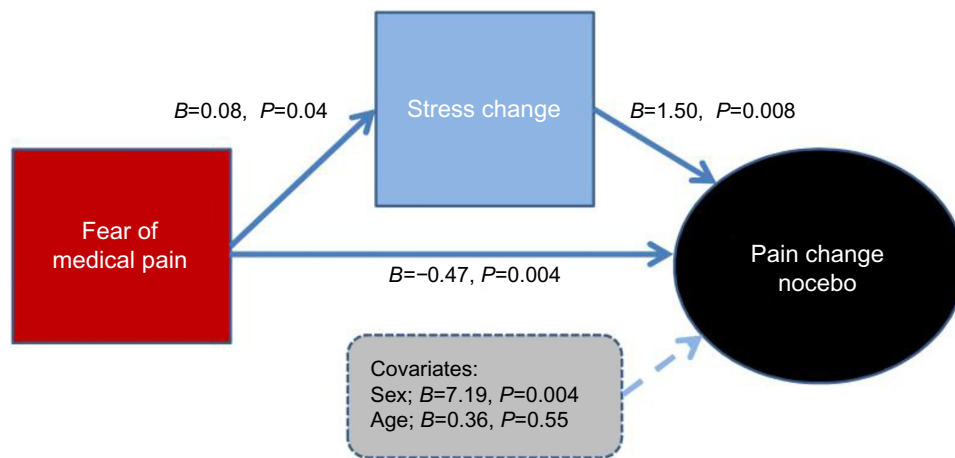 B=0.08, P=0.04
Stress change
B=1.50, P=0.008
Fear of
medical pain
B=−0.47, P=0.004
Pain change
nocebo
Covariates:
Sex; B=7.19, P=0.004
Age; B=0.36, P=0.55